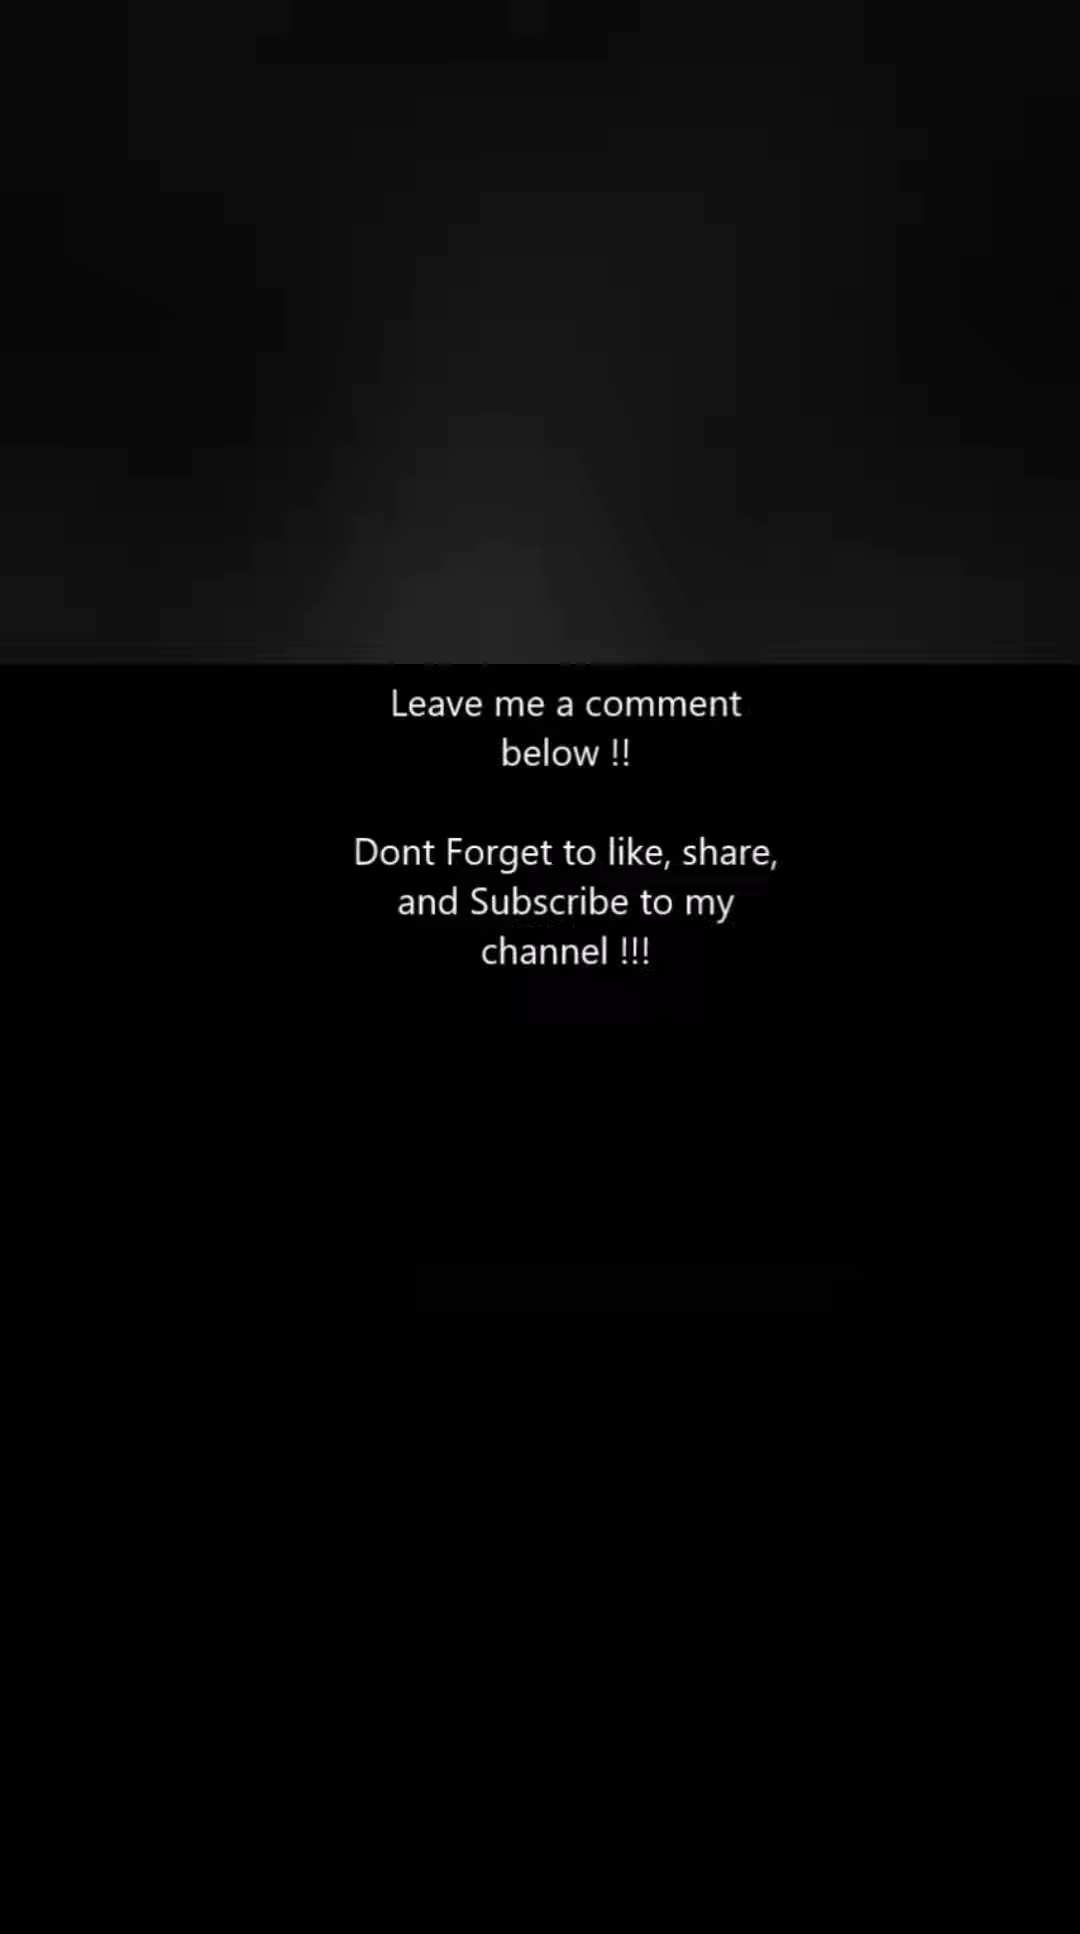 Leave me a comment
below !!
Dont Forget to like, share,
and Subscribe to my
channel !!!